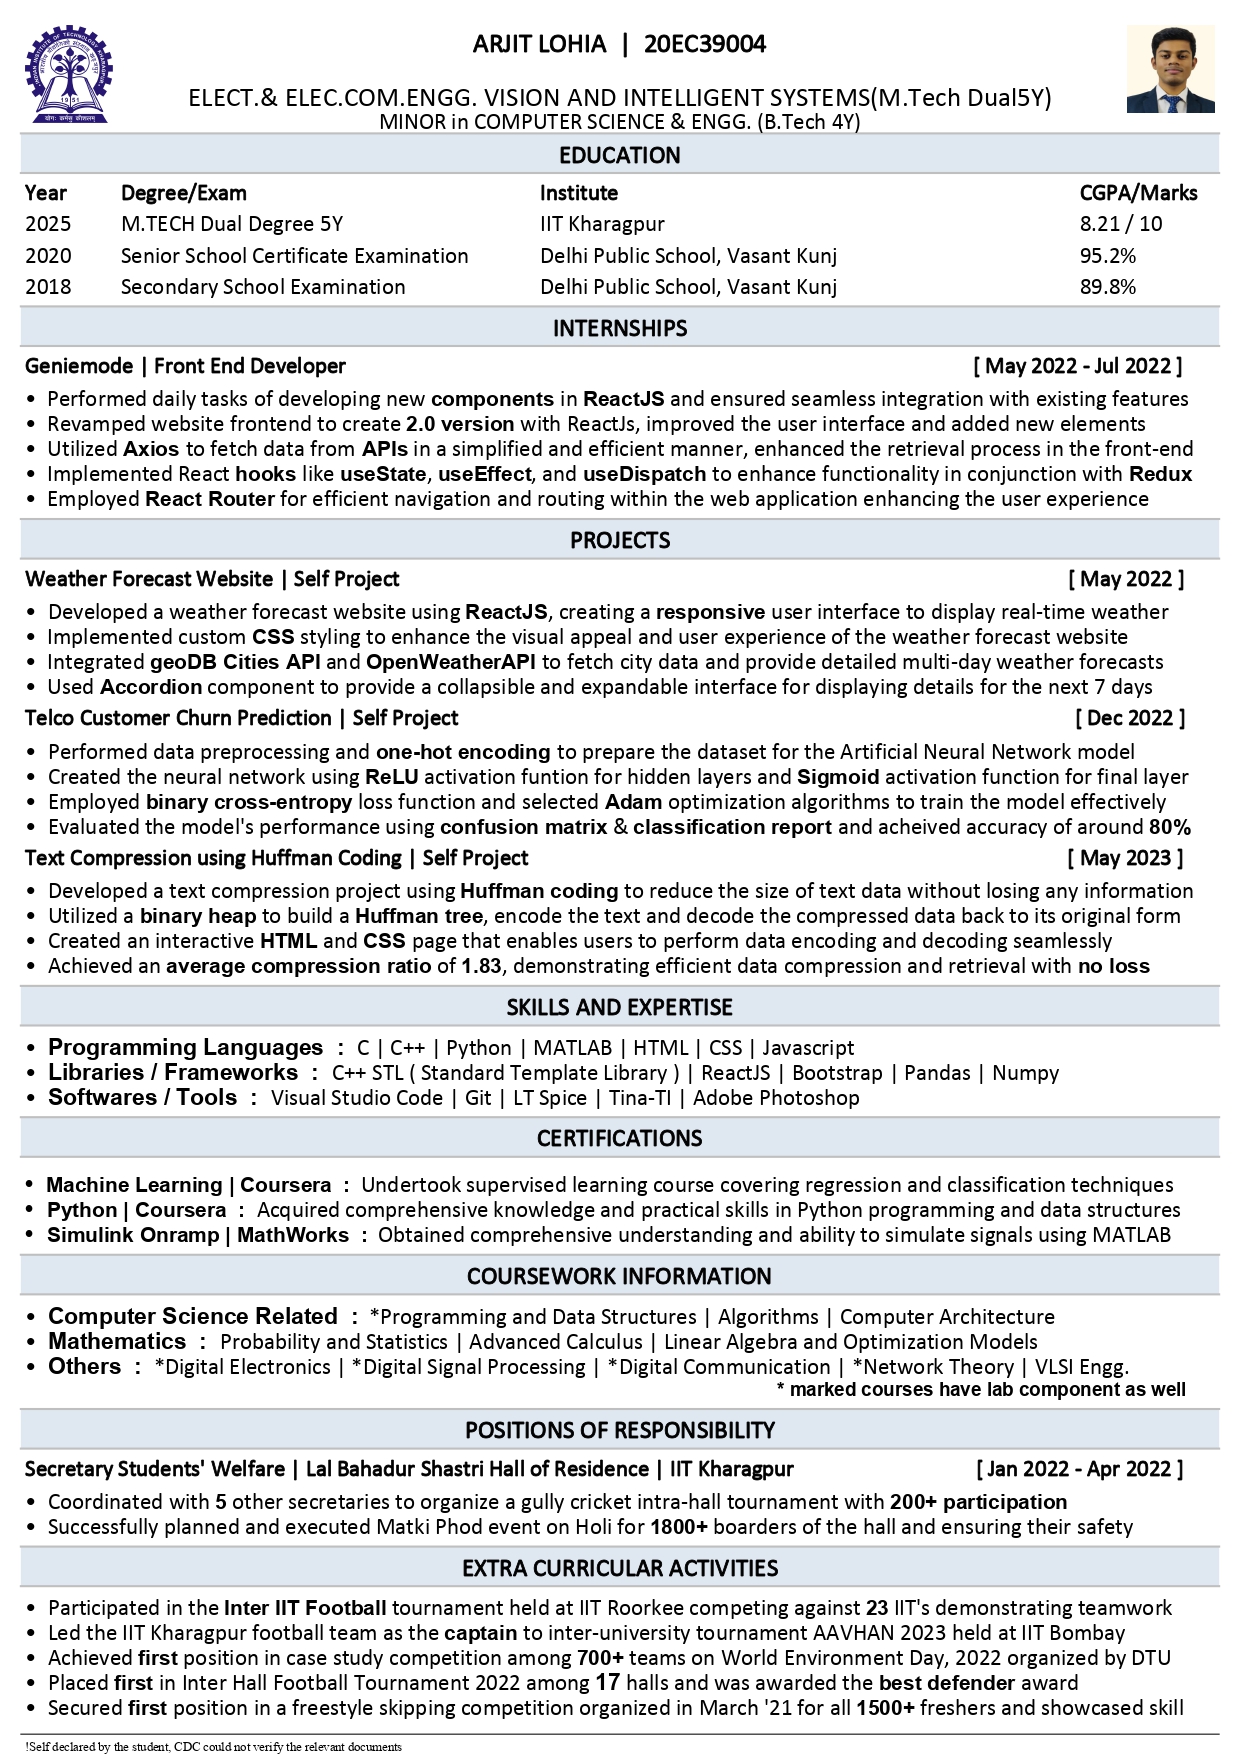 ARJIT LOHIA | 20EC39004
ELECT.& ELEC.COM.ENGG. VISION AND INTELLIGENT SYSTEMS(M.Tech Dual5Y)
MINOR in COMPUTER SCIENCE & ENGG. (B.Tech 4Y)
1951
योगः कर्मसु कौशलम्
EDUCATION
Year Degree/Exam Institute CGPA/Marks
2025 M.TECH Dual Degree 5Y IIT Kharagpur 8.21 / 10
2020 Senior School Certificate Examination Delhi Public School, Vasant Kunj 95.2%
2018 Secondary School Examination Delhi Public School, Vasant Kunj 89.8%
INTERNSHIPS
Geniemode | Front End Developer [ May 2022 - Jul 2022 ]
• Performed daily tasks of developing new components in ReactJS and ensured seamless integration with existing features
• Revamped website frontend to create 2.0 version with ReactJs, improved the user interface and added new elements
• Utilized Axios to fetch data from APIs in a simplified and efficient manner, enhanced the retrieval process in the front-end
• Implemented React hooks like useState, useEffect, and useDispatch to enhance functionality in conjunction with Redux
• Employed React Router for efficient navigation and routing within the web application enhancing the user experience
PROJECTS
Weather Forecast Website | Self Project [ May 2022 ]
• Developed a weather forecast website using ReactJS, creating a responsive user interface to display real-time weather
• Implemented custom CSS styling to enhance the visual appeal and user experience of the weather forecast website
• Integrated geoDB Cities API and OpenWeatherAPI to fetch city data and provide detailed multi-day weather forecasts
• Used Accordion component to provide a collapsible and expandable interface for displaying details for the next 7 days
Telco Customer Churn Prediction | Self Project [ Dec 2022 ]
• Performed data preprocessing and one-hot encoding to prepare the dataset for the Artificial Neural Network model
• Created the neural network using ReLU activation funtion for hidden layers and Sigmoid activation function for final layer
• Employed binary cross-entropy loss function and selected Adam optimization algorithms to train the model effectively
• Evaluated the model's performance using confusion matrix & classification report and acheived accuracy of around 80%
Text Compression using Huffman Coding | Self Project [ May 2023 ]
• Developed a text compression project using Huffman coding to reduce the size of text data without losing any information
• Utilized a binary heap to build a Huffman tree, encode the text and decode the compressed data back to its original form
• Created an interactive HTML and CSS page that enables users to perform data encoding and decoding seamlessly
• Achieved an average compression ratio of 1.83, demonstrating efficient data compression and retrieval with no loss
SKILLS AND EXPERTISE
• Programming Languages : C | C++ | Python | MATLAB | HTML | CSS | Javascript
• Libraries / Frameworks : C++ STL ( Standard Template Library ) | ReactJS | Bootstrap | Pandas | Numpy
• Softwares / Tools : Visual Studio Code | Git | LT Spice | Tina-TI | Adobe Photoshop
CERTIFICATIONS
• Machine Learning | Coursera : Undertook supervised learning course covering regression and classification techniques
• Python | Coursera : Acquired comprehensive knowledge and practical skills in Python programming and data structures
• Simulink Onramp | MathWorks : Obtained comprehensive understanding and ability to simulate signals using MATLAB
COURSEWORK INFORMATION
• Computer Science Related : *Programming and Data Structures | Algorithms | Computer Architecture
• Mathematics : Probability and Statistics | Advanced Calculus | Linear Algebra and Optimization Models
• Others : *Digital Electronics | *Digital Signal Processing | *Digital Communication | *Network Theory | VLSI Engg.
* marked courses have lab component as well
POSITIONS OF RESPONSIBILITY
Secretary Students' Welfare | Lal Bahadur Shastri Hall of Residence | IIT Kharagpur [ Jan 2022 - Apr 2022 ]
• Coordinated with 5 other secretaries to organize a gully cricket intra-hall tournament with 200+ participation
• Successfully planned and executed Matki Phod event on Holi for 1800+ boarders of the hall and ensuring their safety
EXTRA CURRICULAR ACTIVITIES
• Participated in the Inter IIT Football tournament held at IIT Roorkee competing against 23 IIT's demonstrating teamwork
• Led the IIT Kharagpur football team as the captain to inter-university tournament AAVHAN 2023 held at IIT Bombay
• Achieved first position in case study competition among 700+ teams on World Environment Day, 2022 organized by DTU
• Placed first in Inter Hall Football Tournament 2022 among 17 halls and was awarded the best defender award
• Secured first position in a freestyle skipping competition organized in March '21 for all 1500+ freshers and showcased skill
!Self declared by the student, CDC could not verify the relevant documents